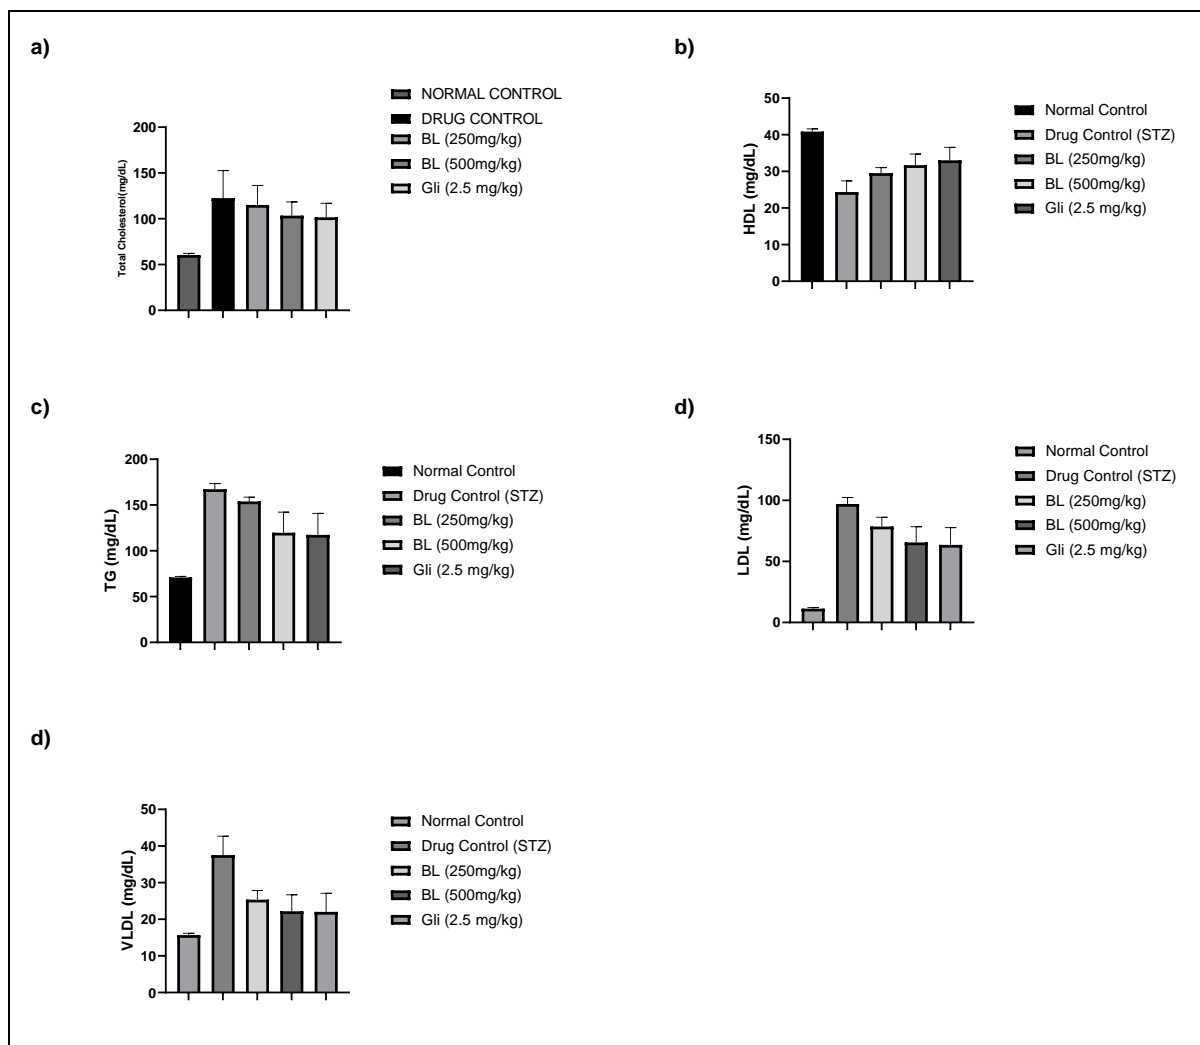 a)
NORMAL CONTROL
DRUG CONTROL
BL (250mg/kg)
BL (500mg/kg)
Gli (2.5 mg/kg)
200
150
100
50
0
Total Cholesterol(mg/dL)
b)
Normal Control
Drug Control (STZ)
BL (250mg/kg)
BL (500mg/kg)
Gli (2.5 mg/kg)
50
40
30
20
10
0
HDL (mg/dL)
c)
Normal Control
Drug Control (STZ)
BL (250mg/kg)
BL (500mg/kg)
Gli (2.5 mg/kg)
200
150
100
50
0
TG (mg/dL)
d)
Normal Control
Drug Control (STZ)
BL (250mg/kg)
BL (500mg/kg)
Gli (2.5 mg/kg)
150
100
50
0
LDL (mg/dL)
d)
Normal Control
Drug Control (STZ)
BL (250mg/kg)
BL (500mg/kg)
Gli (2.5 mg/kg)
50
40
30
20
10
0
VLDL (mg/dL)